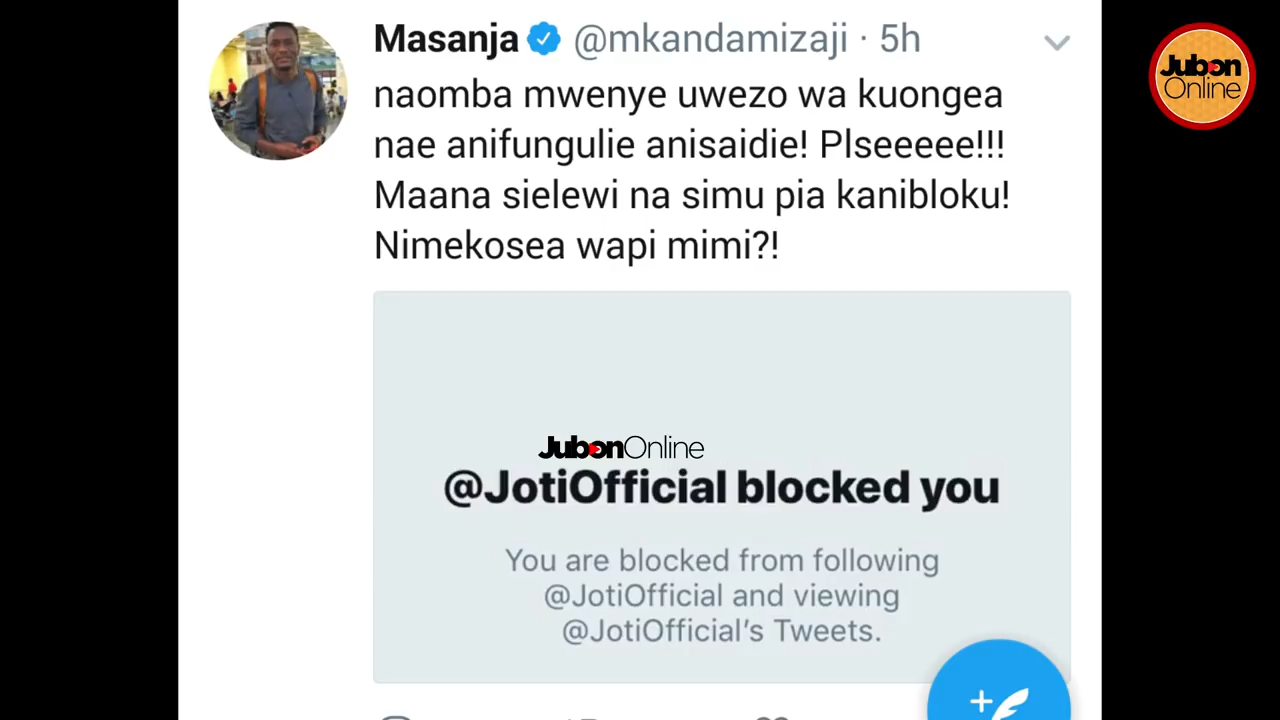 Masanja @mkandamizaji · 5h
Jubon
Online
naomba mwenye uwezo wa kuongea
nae anifungulie anisaidie! Plseeeee!!!
Maana sielewi na simu pia kanibloku!
Nimekosea wapi mimi?!
JubonOnline
@JotiOfficial blocked you
You are blocked from following
@JotiOfficial and viewing
@JotiOfficial’s Tweets.